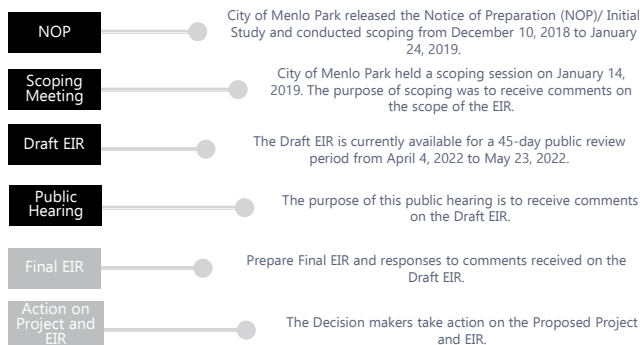 NOP
City of Menlo Park released the Notice of Preparation (NOP)/ Initial
Study and conducted scoping from December 10, 2018 to January
24, 2019.
Scoping
Meeting
City of Menlo Park held a scoping session on January 14,
2019. The purpose of scoping was to receive comments on
the scope of the EIR.
Draft EIR
The Draft EIR is currently available for a 45-day public review
period from April 4, 2022 to May 23, 2022.
Public
Hearing
The purpose of this public hearing is to receive comments
on the Draft EIR.
Final EIR
Prepare Final EIR and responses to comments received on the
Draft EIR.
Action on
Project and
EIR
The Decision makers take action on the Proposed Project
and EIR.